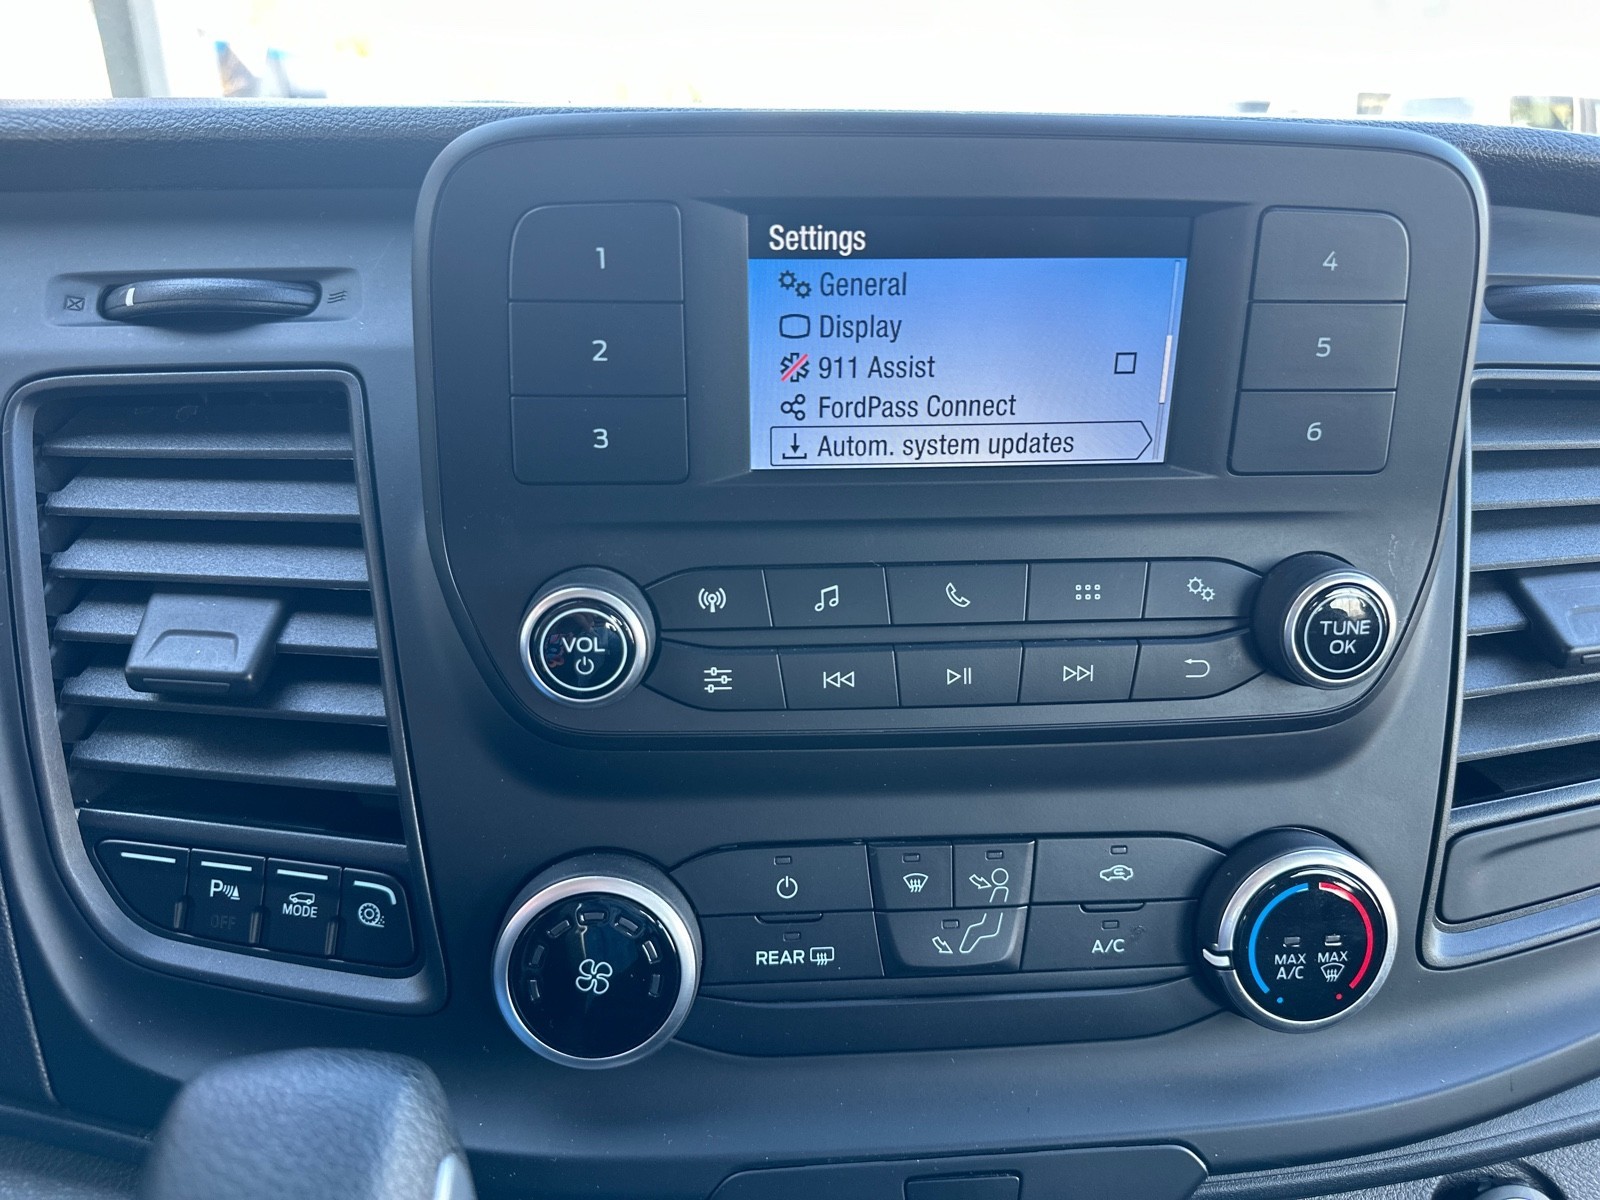 Settings
General
Display
911 Assist
FordPass Connect
Autom. system updates
1
2
3
4
5
6
VOL
TUNE
OK
P
OFF
MODE
REAR
A/C
MAX
A/C
MAX